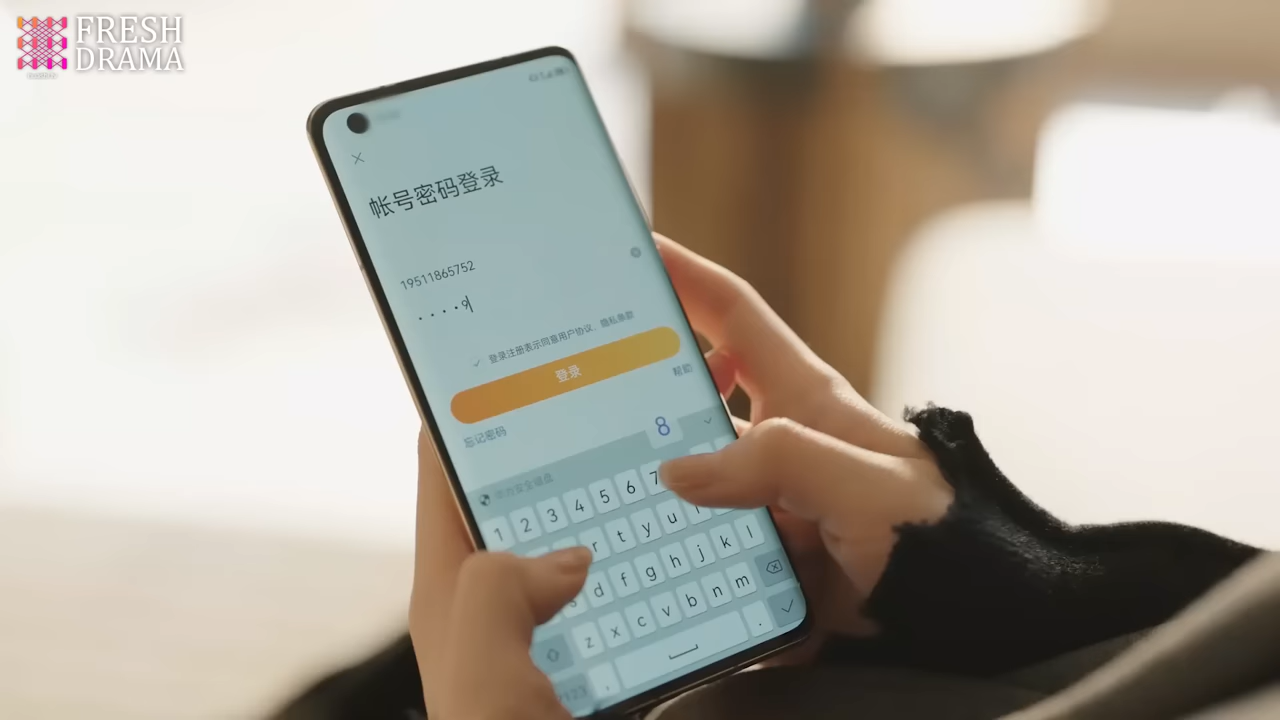 FRESH
DRAMA
帐号密码登录
19511865752
····9
登录注册表示同意用户协议、隐私条款
登录
忘记密码
帮助
8
1 2 3 4 5 6 7
r t y u
d f g h j k l
z x c v b n m
, .